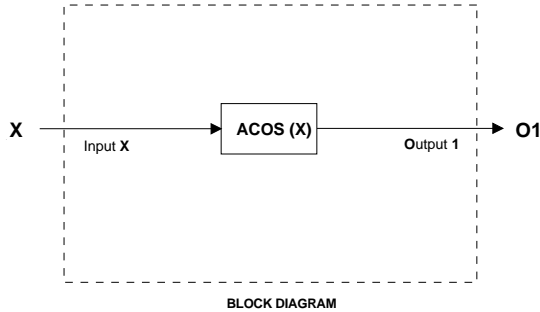 X
Input X
ACOS (X)
Output 1
O1
BLOCK DIAGRAM